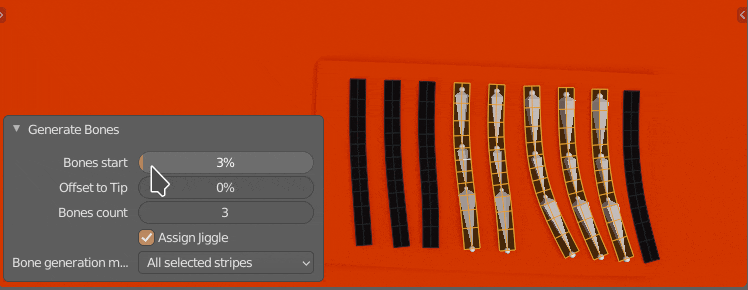 Generate Bones
Bones start 3%
Offset to Tip 0%
Bones count 3
Assign Jiggle
Bone generation m... All selected stripes